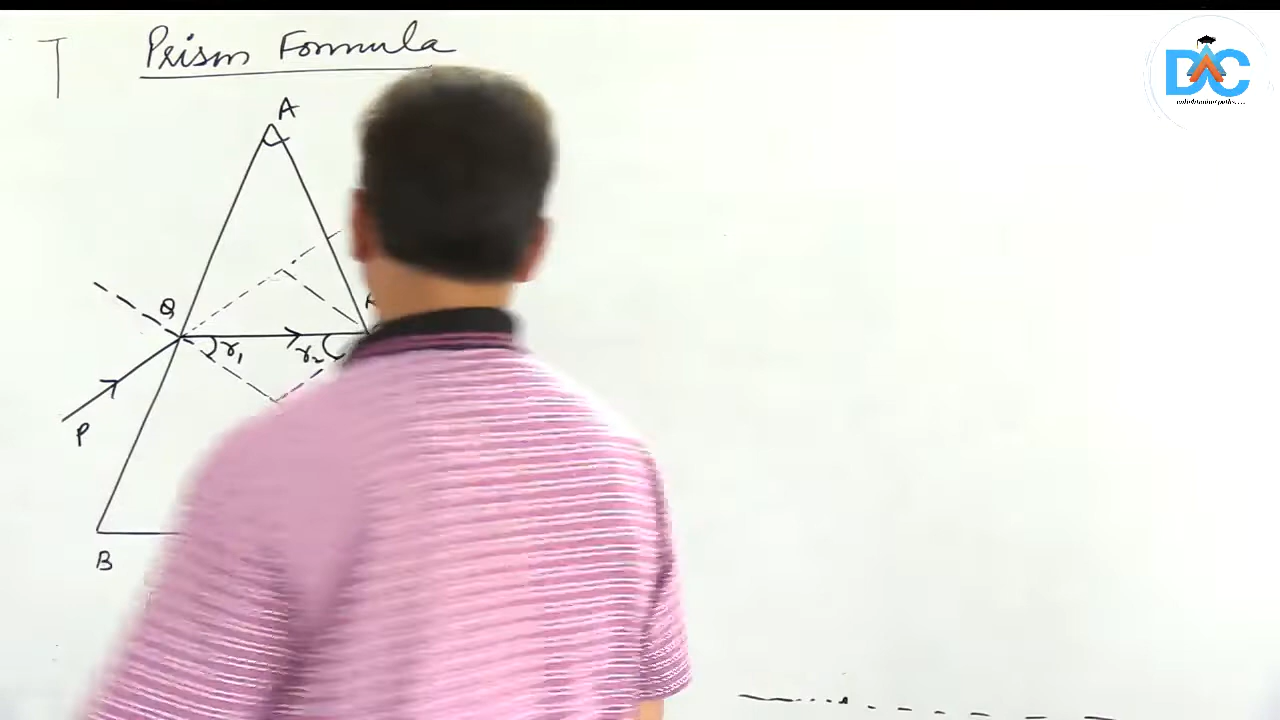 Prism Formula
A
Q
r₁
r₂
P
B
DAC